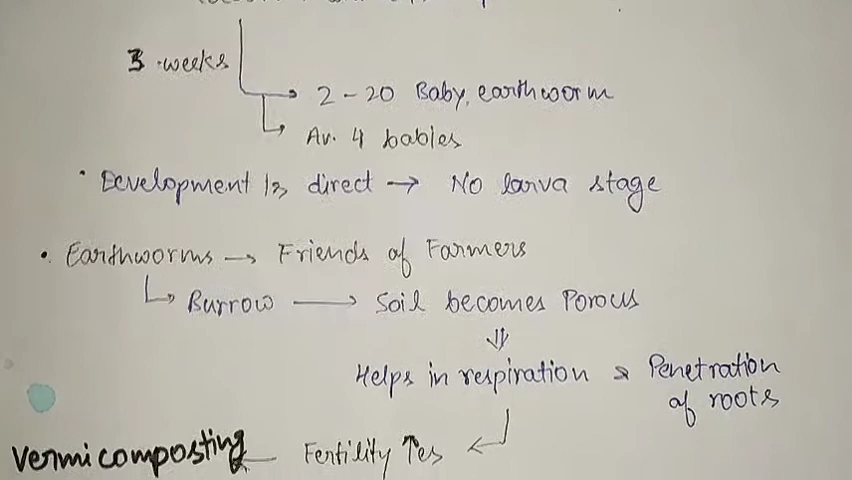 3 weeks
→ 2 - 20 Baby, earthworm
↳ Av. 4 babies
• Development is direct → No larva stage
• Earthworms → Friends of Farmers
↳ Burrow → Soil becomes Porous
⇓
Helps in respiration & Penetration
of roots
Vermicomposting ← Fertility ↑es ←